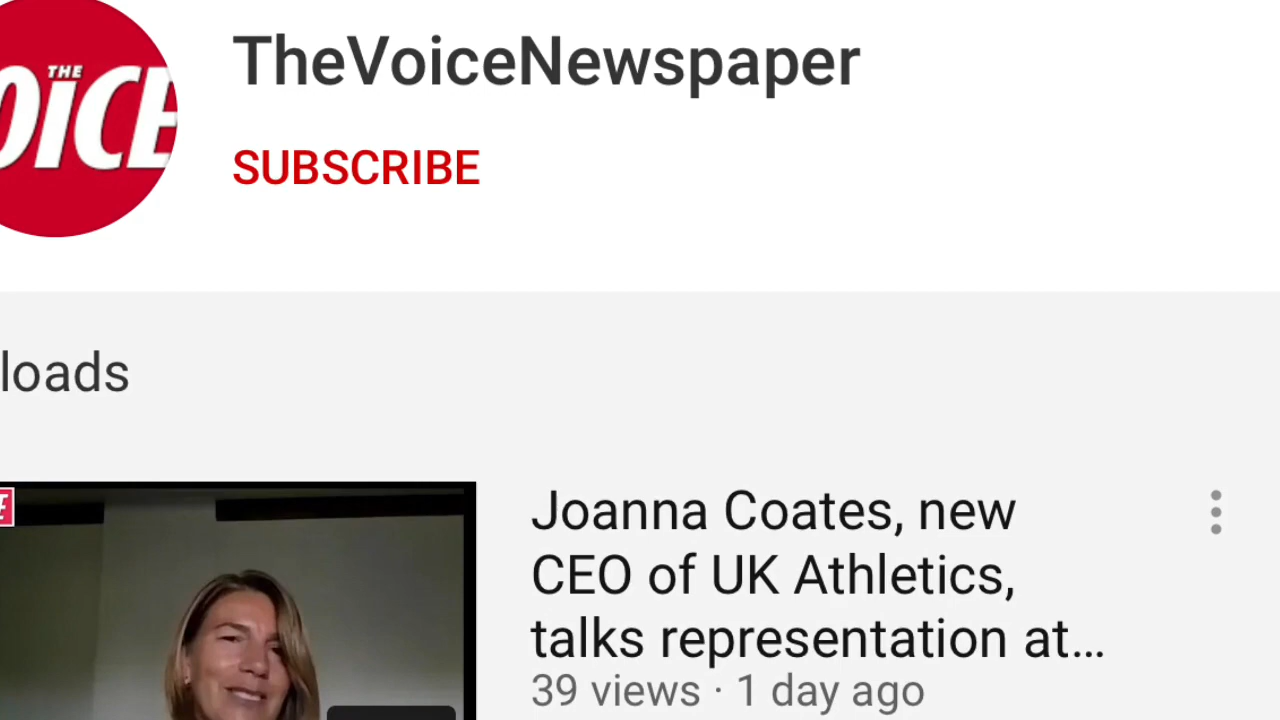 THE
OICE
TheVoiceNewspaper
SUBSCRIBE
loads
Joanna Coates, new
CEO of UK Athletics,
talks representation at...
39 views · 1 day ago